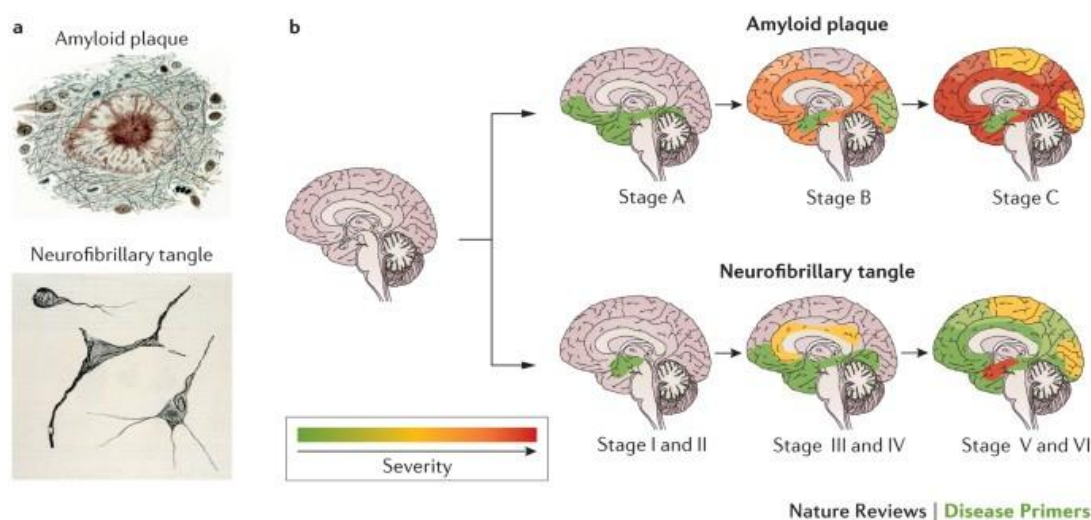 a
Amyloid plaque
Neurofibrillary tangle
b
Amyloid plaque
Stage A
Stage B
Stage C
Neurofibrillary tangle
Stage I and II
Stage III and IV
Stage V and VI
Severity
Nature Reviews | Disease Primers